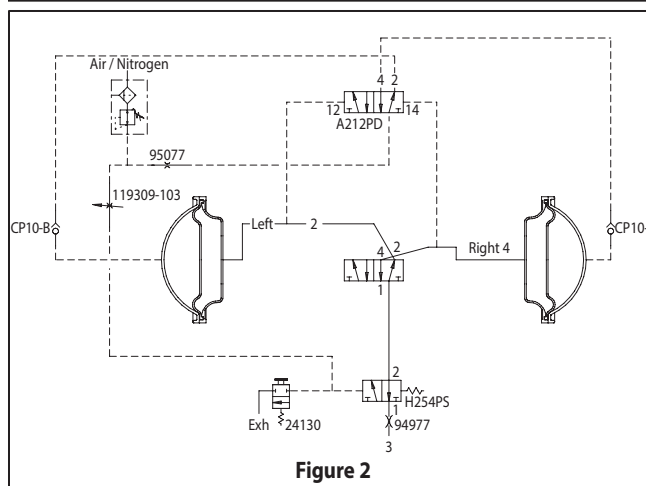 Air / Nitrogen
4 2
12
14
A212PD
95077
119309-103
CP10-B
CP10-
Left
2
4 2
Right 4
1
2
H254PS
1
94977
Exh
24130
3
Figure 2